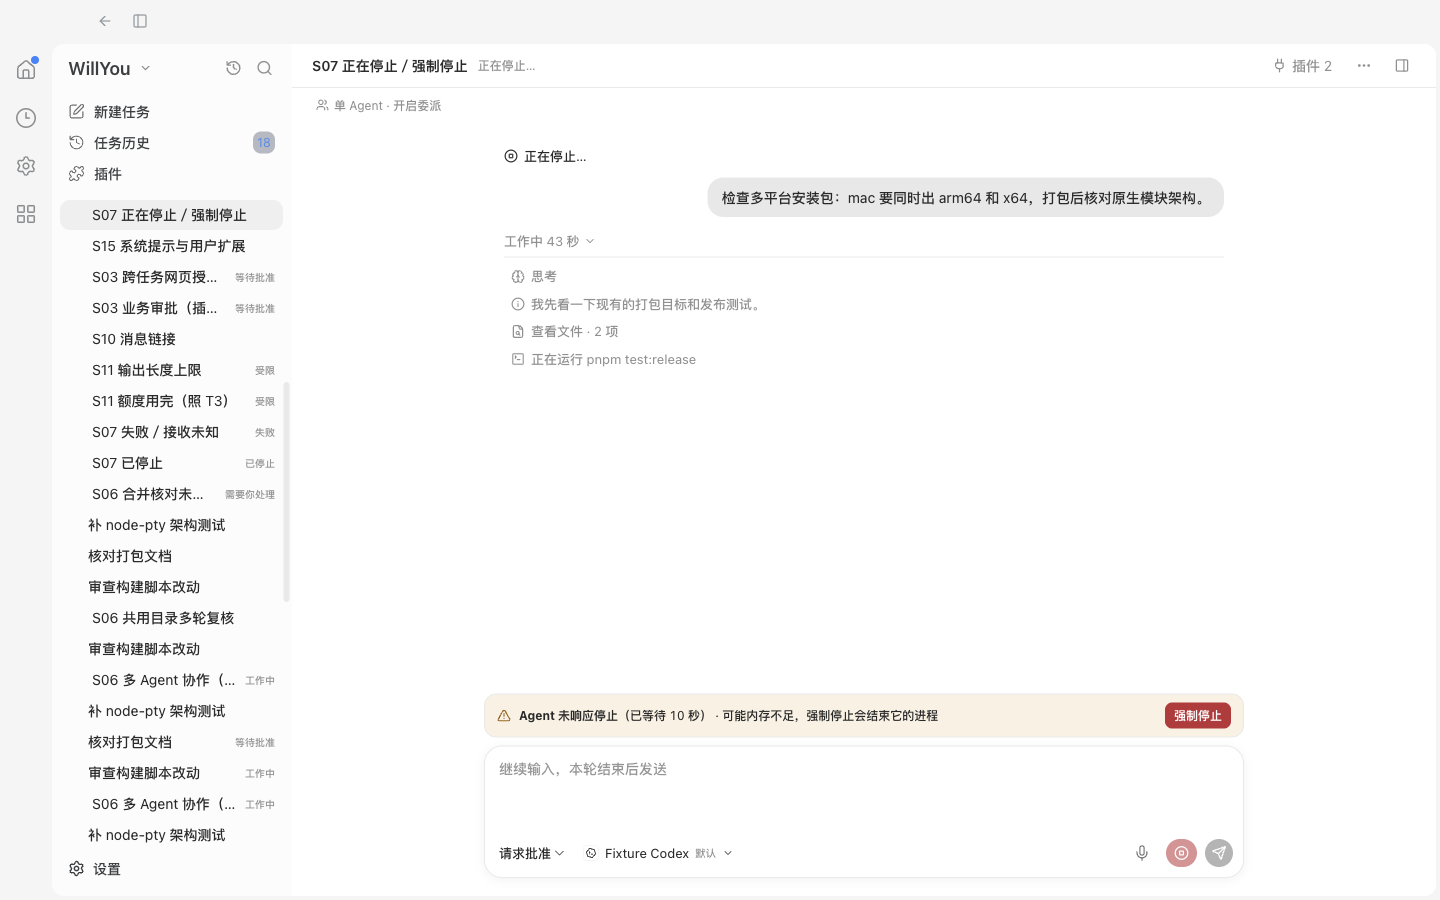 WillYou
新建任务
任务历史 18
插件
S07 正在停止 / 强制停止
S15 系统提示与用户扩展
S03 跨任务网页授... 等待批准
S03 业务审批（插... 等待批准
S10 消息链接
S11 输出长度上限 受限
S11 额度用完（照 T3） 受限
S07 失败 / 接收未知 失败
S07 已停止 已停止
S06 合并核对未... 需要你处理
补 node-pty 架构测试
核对打包文档
审查构建脚本改动
S06 共用目录多轮复核
审查构建脚本改动
S06 多 Agent 协作（... 工作中
补 node-pty 架构测试
核对打包文档 等待批准
审查构建脚本改动 工作中
S06 多 Agent 协作（... 工作中
补 node-pty 架构测试
设置
S07 正在停止 / 强制停止 正在停止...
插件 2
单 Agent · 开启委派
正在停止...
检查多平台安装包：mac 要同时出 arm64 和 x64，打包后核对原生模块架构。
工作中 43 秒
思考
我先看一下现有的打包目标和发布测试。
查看文件 · 2 项
正在运行 pnpm test:release
Agent 未响应停止（已等待 10 秒） · 可能内存不足，强制停止会结束它的进程
强制停止
继续输入，本轮结束后发送
请求批准 Fixture Codex 默认